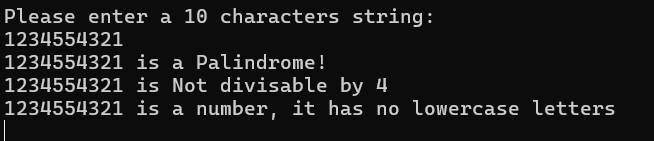 Please enter a 10 characters string:
1234554321
1234554321 is a Palindrome!
1234554321 is Not divisable by 4
1234554321 is a number, it has no lowercase letters